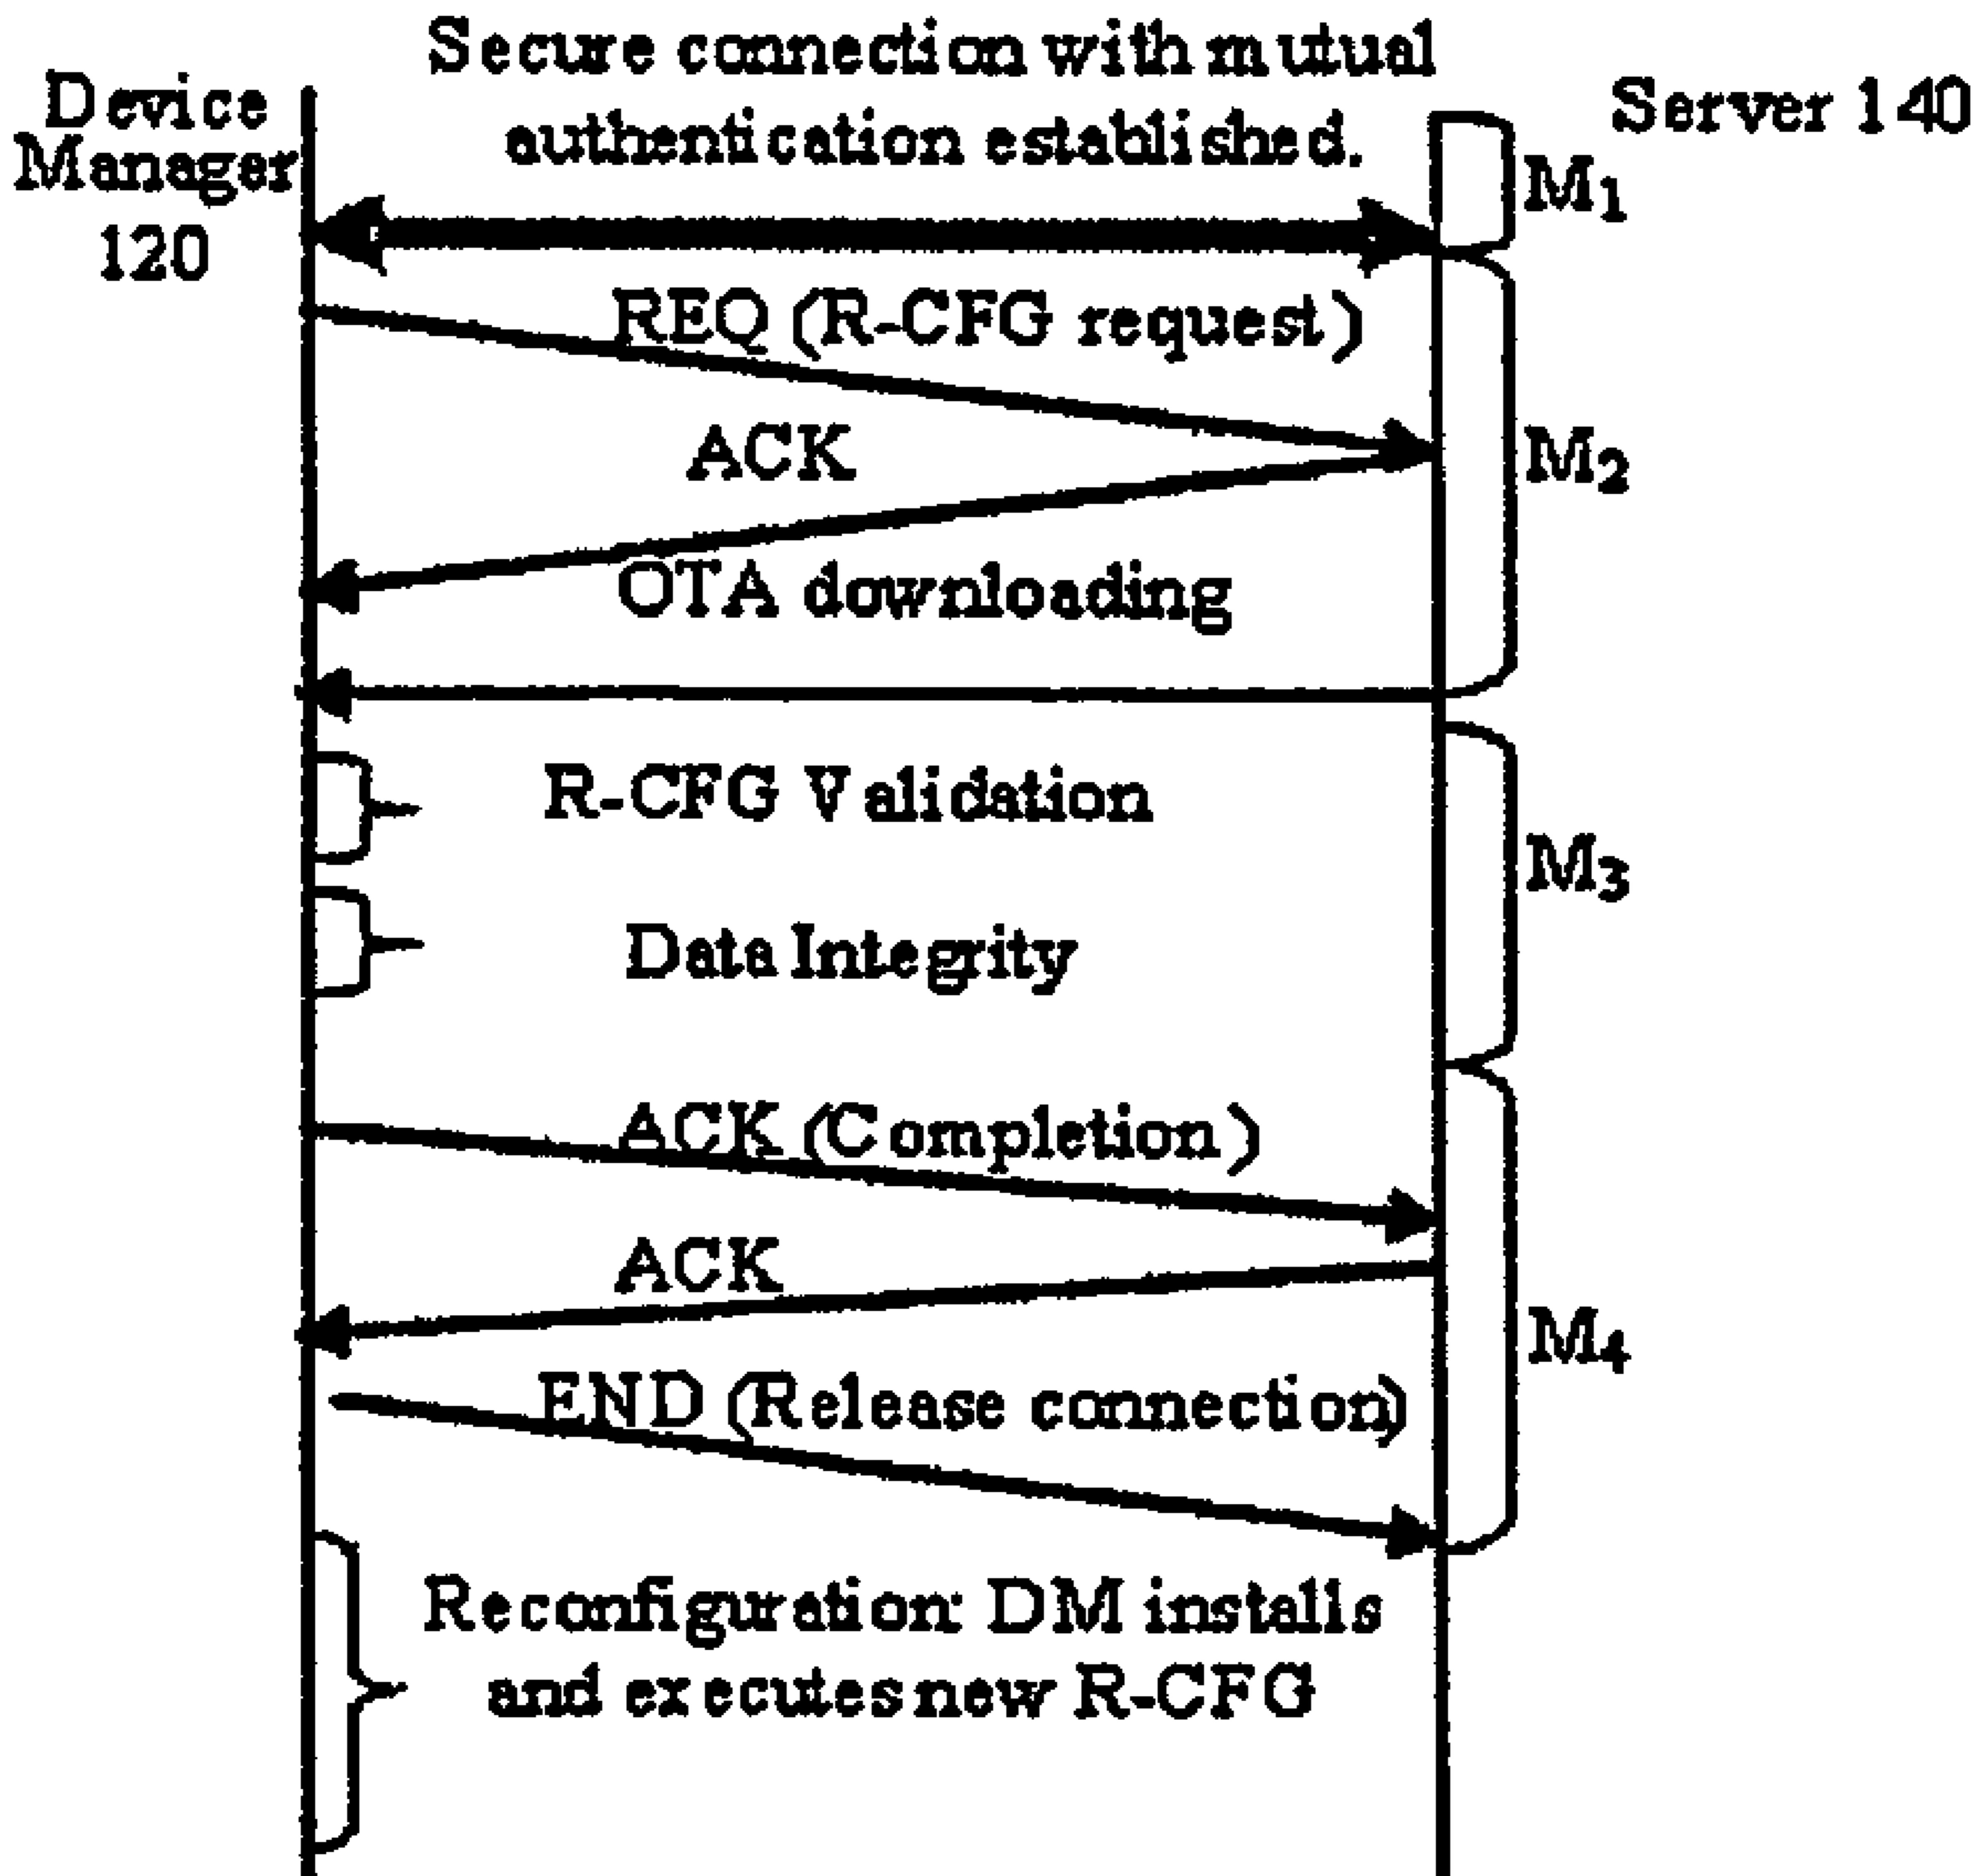 Secure connection with mutual
authentication established.
Device
Manager
120
Server 140
M1
REQ (R-CFG request)
ACK
M2
OTA downloading
R-CFG Validation
M3
Data Integrity
ACK (Completion)
ACK
M4
END (Release connection)
Reconfiguration: DM installs
and executes new R-CFG